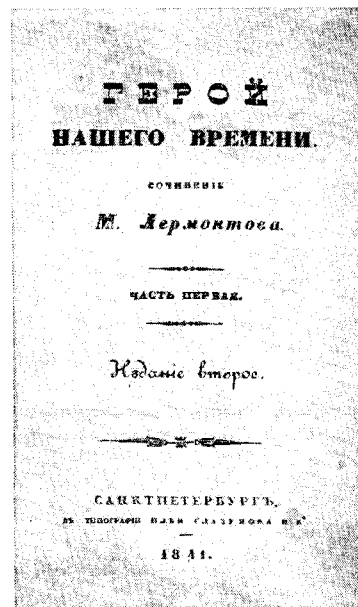 ГЕРОЙ
НАШЕГО ВРЕМЕНИ.
СОЧИНЕНІЕ
М. Лермонтова.
ЧАСТЬ ПЕРВАЯ.
Изданіе второе.
САНКТПЕТЕРБУРГЪ,
ВЪ ТИПОГРАФІИ ИЛЬИ ГЛАЗУНОВА И К°
1841.